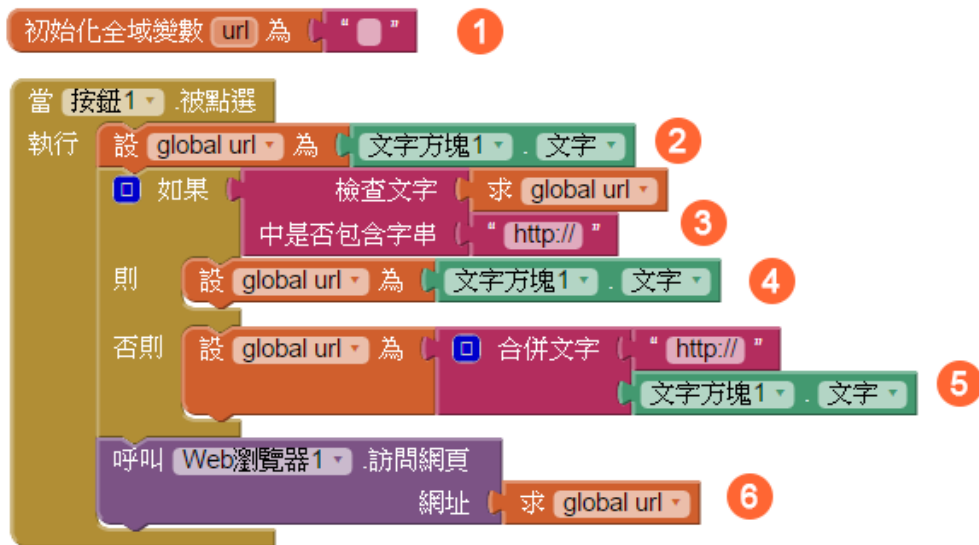 初始化全域變數 url 為 " " 1
當 按鈕1 .被點選
執行 設 global url 為 文字方塊1 . 文字 2
如果 檢查文字 求 global url
中是否包含字串 " http:// " 3
則 設 global url 為 文字方塊1 . 文字 4
否則 設 global url 為 合併文字 " http:// "
文字方塊1 . 文字 5
呼叫 Web瀏覽器1 .訪問網頁
網址 求 global url 6